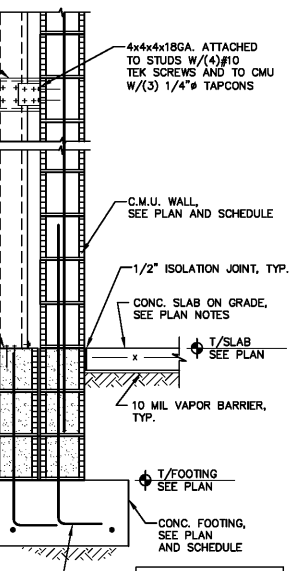 4x4x4x18GA. ATTACHED
TO STUDS W/(4)#10
TEK SCREWS AND TO CMU
W/(3) 1/4"ø TAPCONS
C.M.U. WALL,
SEE PLAN AND SCHEDULE
1/2" ISOLATION JOINT, TYP.
CONC. SLAB ON GRADE,
SEE PLAN NOTES
x
T/SLAB
SEE PLAN
10 MIL VAPOR BARRIER,
TYP.
T/FOOTING
SEE PLAN
CONC. FOOTING,
SEE PLAN
AND SCHEDULE